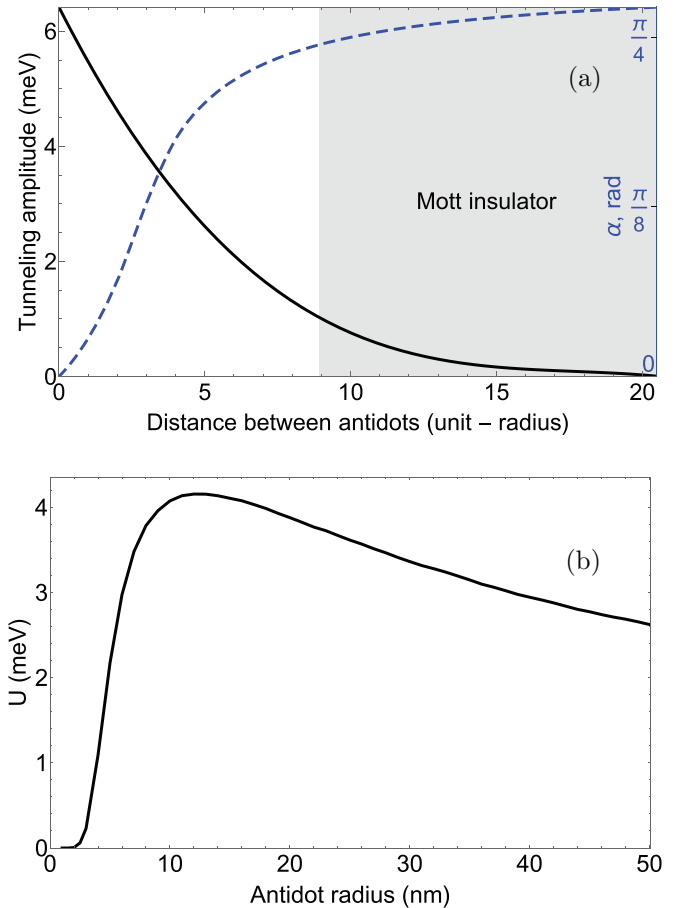 6
4
2
0
Tunneling amplitude (meV)
(a)
Mott insulator
π/4
π/8
0
α, rad
0 5 10 15 20
Distance between antidots (unit – radius)
4
3
2
1
0
U (meV)
(b)
0 10 20 30 40 50
Antidot radius (nm)